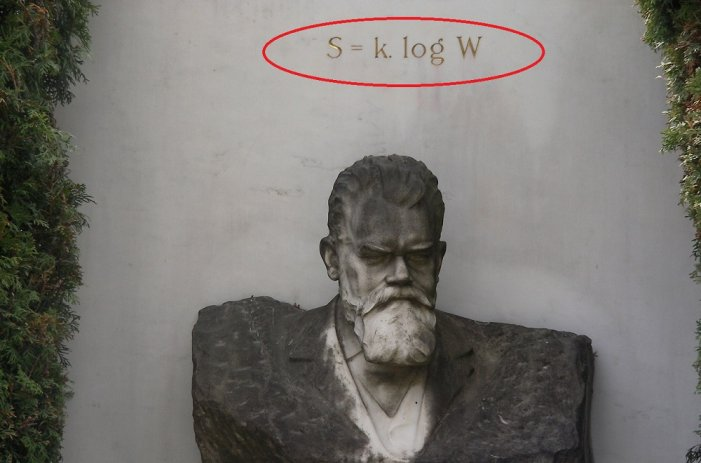 S = k. log W